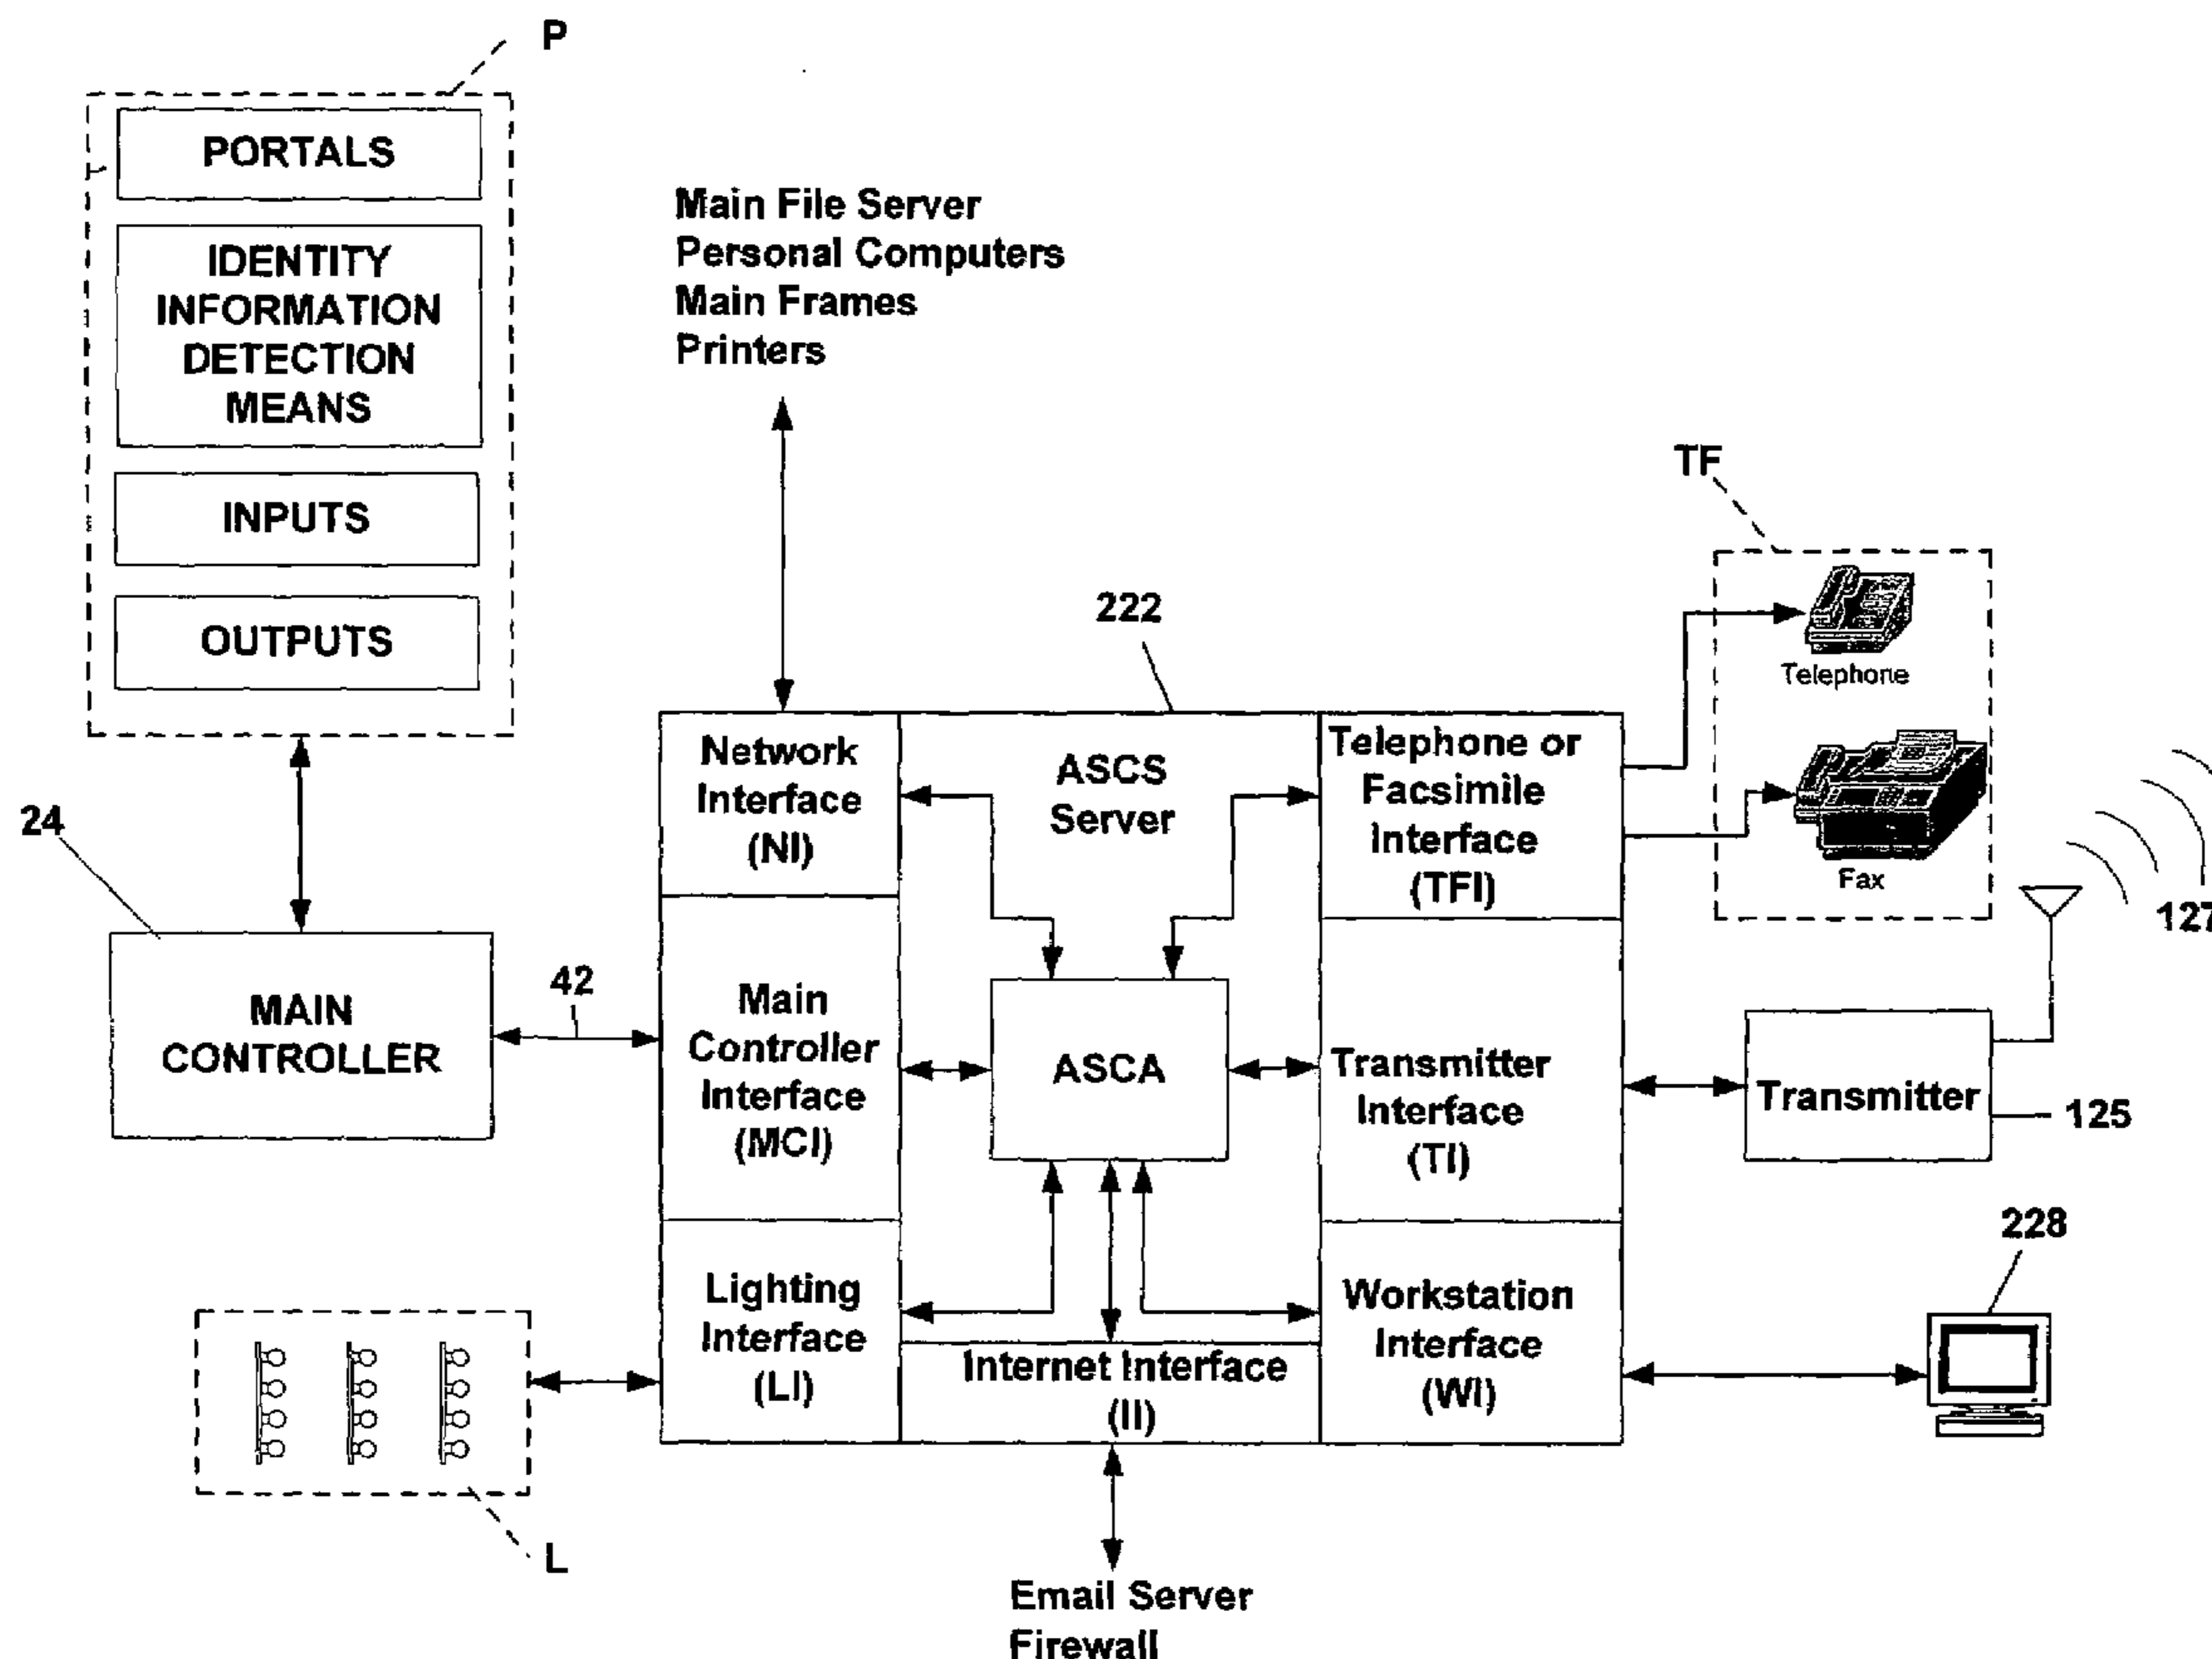 P
PORTALS
IDENTITY
INFORMATION
DETECTION
MEANS
INPUTS
OUTPUTS
Main File Server
Personal Computers
Main Frames
Printers
TF
Telephone
Fax
127
222
24
MAIN
CONTROLLER
42
Network
Interface
(NI)
ASCS
Server
Telephone or
Facsimile
Interface
(TFI)
Main
Controller
Interface
(MCI)
ASCA
Transmitter
Interface
(TI)
Transmitter
125
228
Lighting
Interface
(LI)
Internet Interface
(II)
Workstation
Interface
(WI)
L
Email Server
Firewall